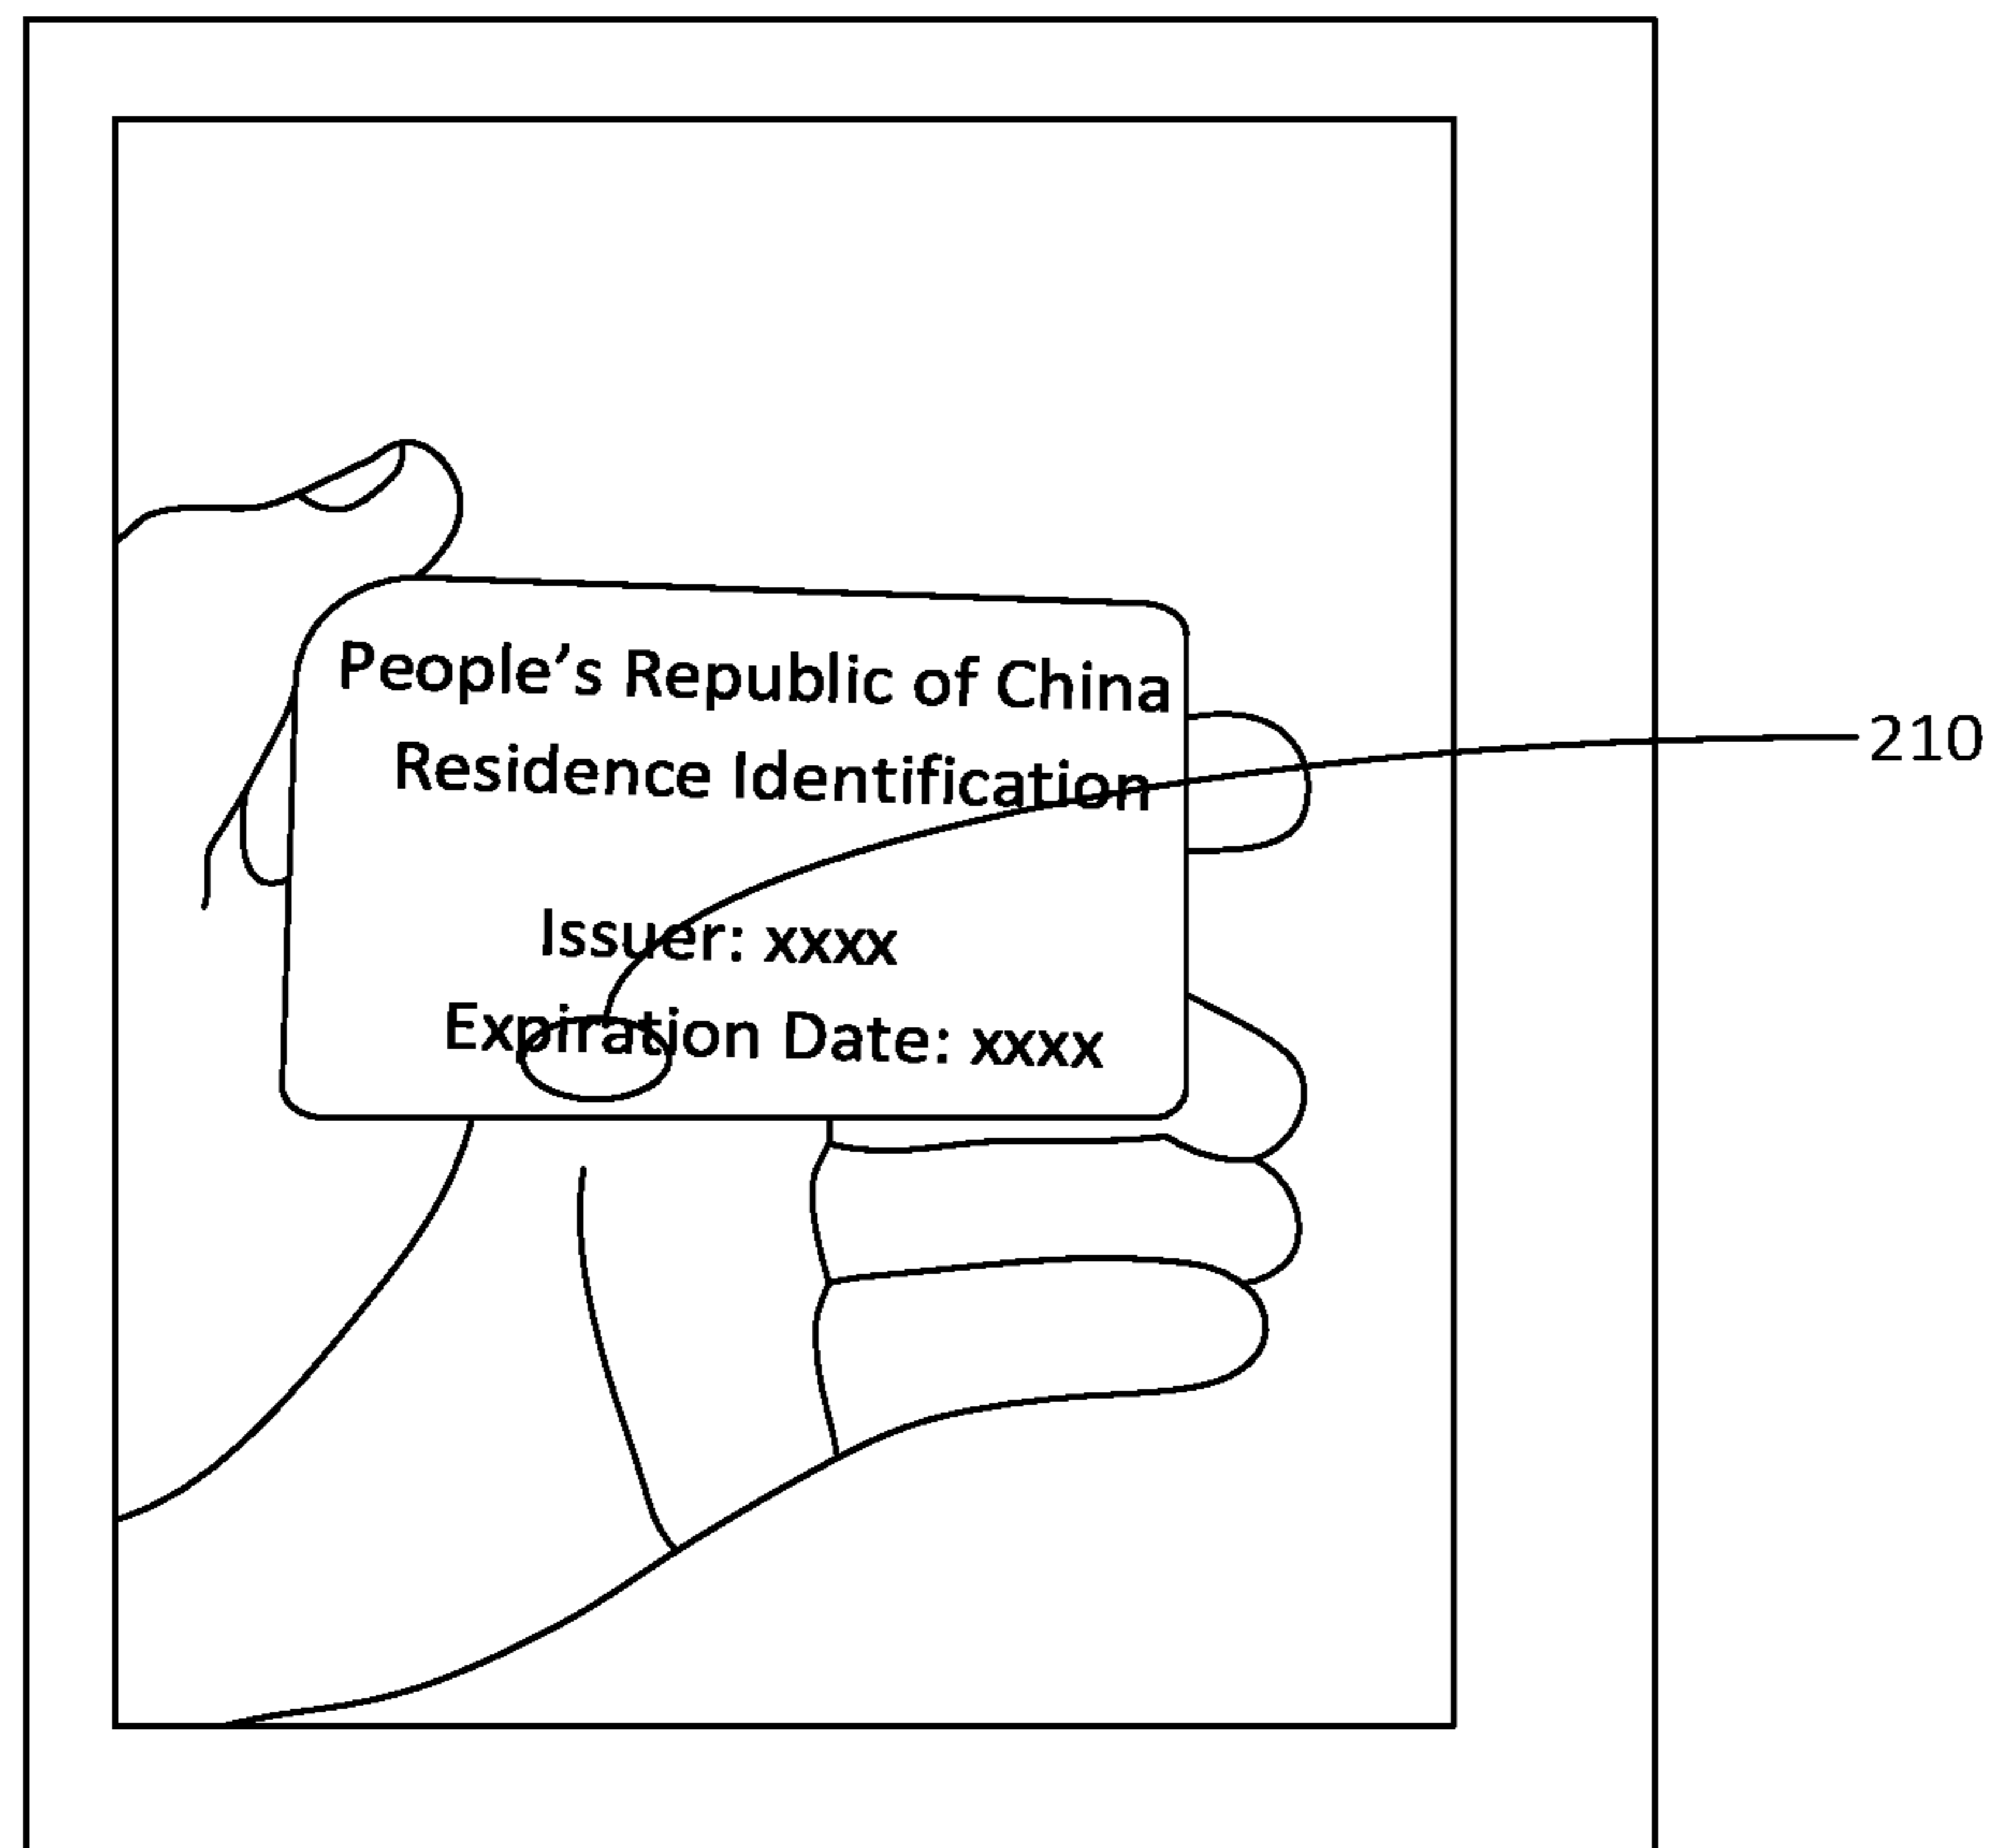 People’s Republic of China
Residence Identification
210
Issuer: xxxx
Expiration Date: xxxx